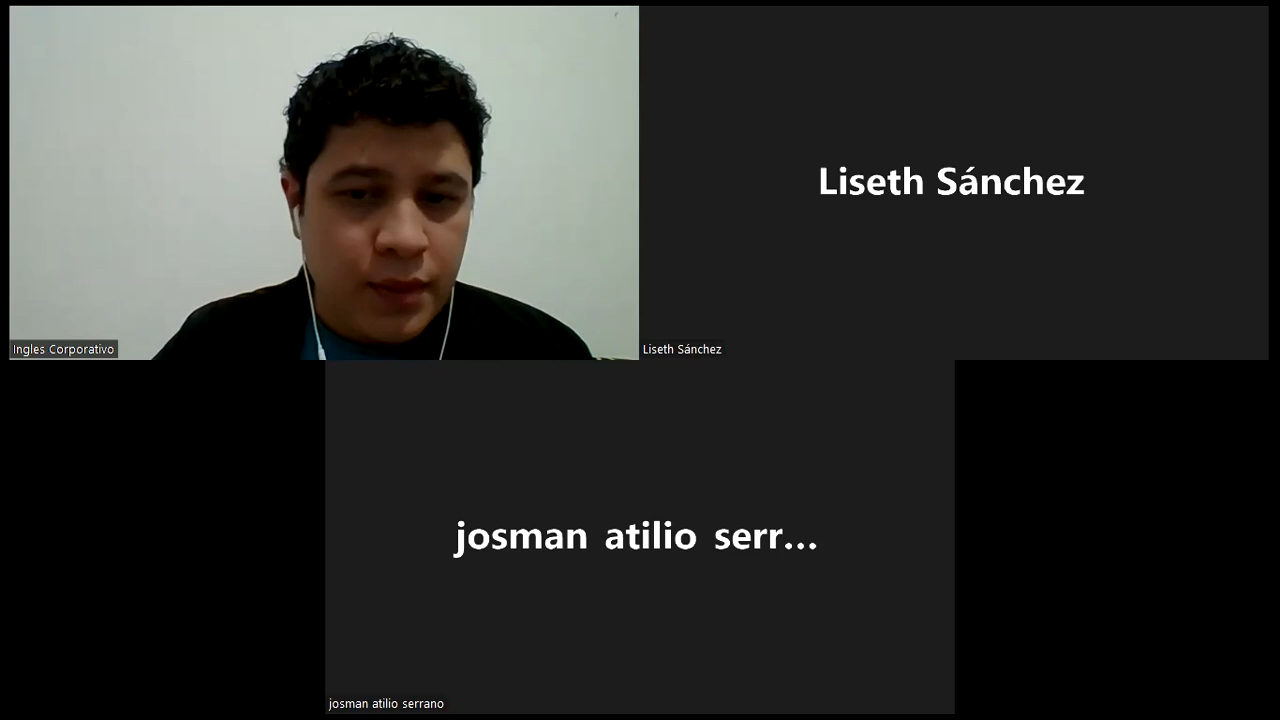 Liseth Sánchez
Ingles Corporativo
Liseth Sánchez
josman atilio serr...
josman atilio serrano